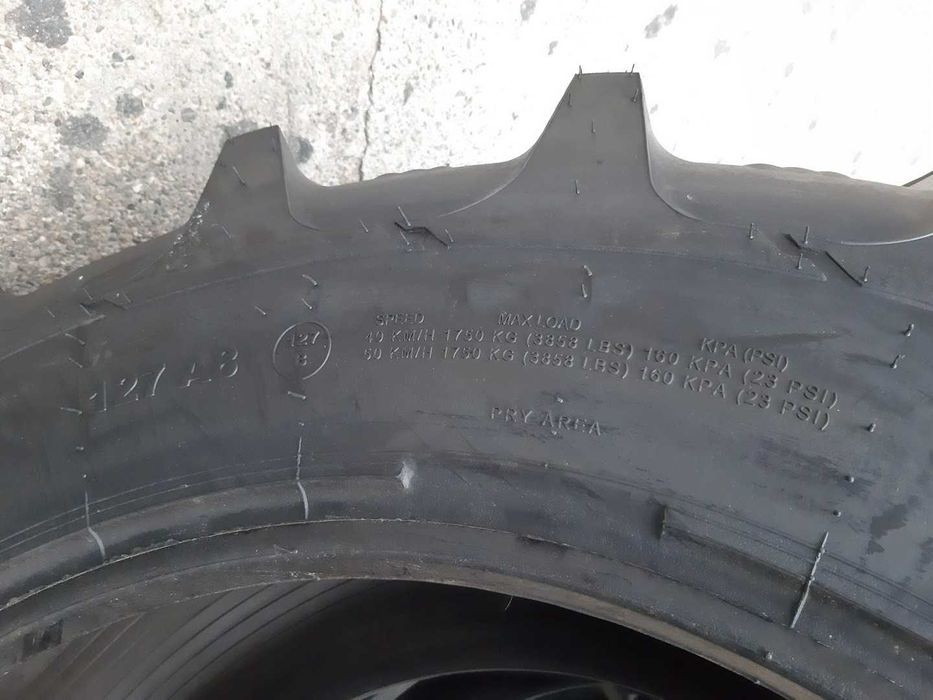 SPEED MAX LOAD KPA (PSI)
40 KM/H 1750 KG (3858 LBS) 160 KPA (23 PSI)
50 KM/H 1750 KG (3858 LBS) 160 KPA (23 PSI)
127 A8
127
B
PRY AREA